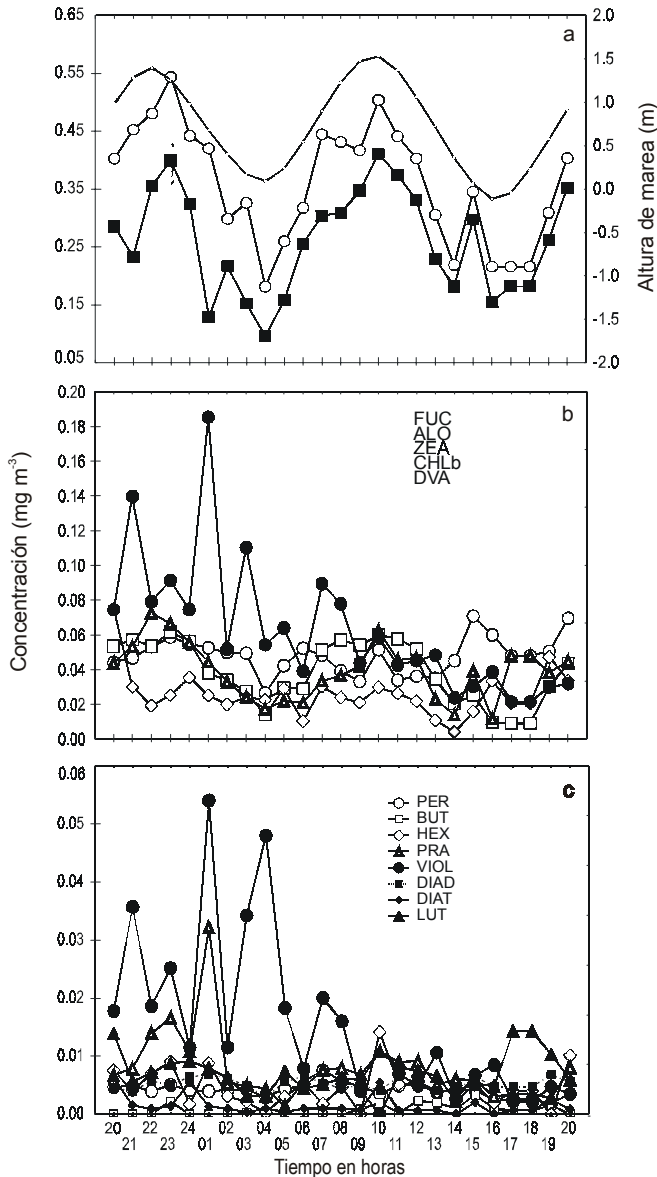 0.65
0.55
0.45
0.35
0.25
0.15
0.05
2.0
1.5
1.0
0.5
0.0
-0.5
-1.0
-1.5
-2.0
a
Altura de marea (m)
Concentración (mg m-3)
0.20
0.18
0.16
0.14
0.12
0.10
0.08
0.06
0.04
0.02
0.00
b
FUC
ALO
ZEA
CHLb
DVA
0.06
0.05
0.04
0.03
0.02
0.01
0.00
c
PER
BUT
HEX
PRA
VIOL
DIAD
DIAT
LUT
20 22 24 02 04 06 08 10 12 14 16 18 20
21 23 01 03 05 07 09 11 13 15 17 19
Tiempo en horas